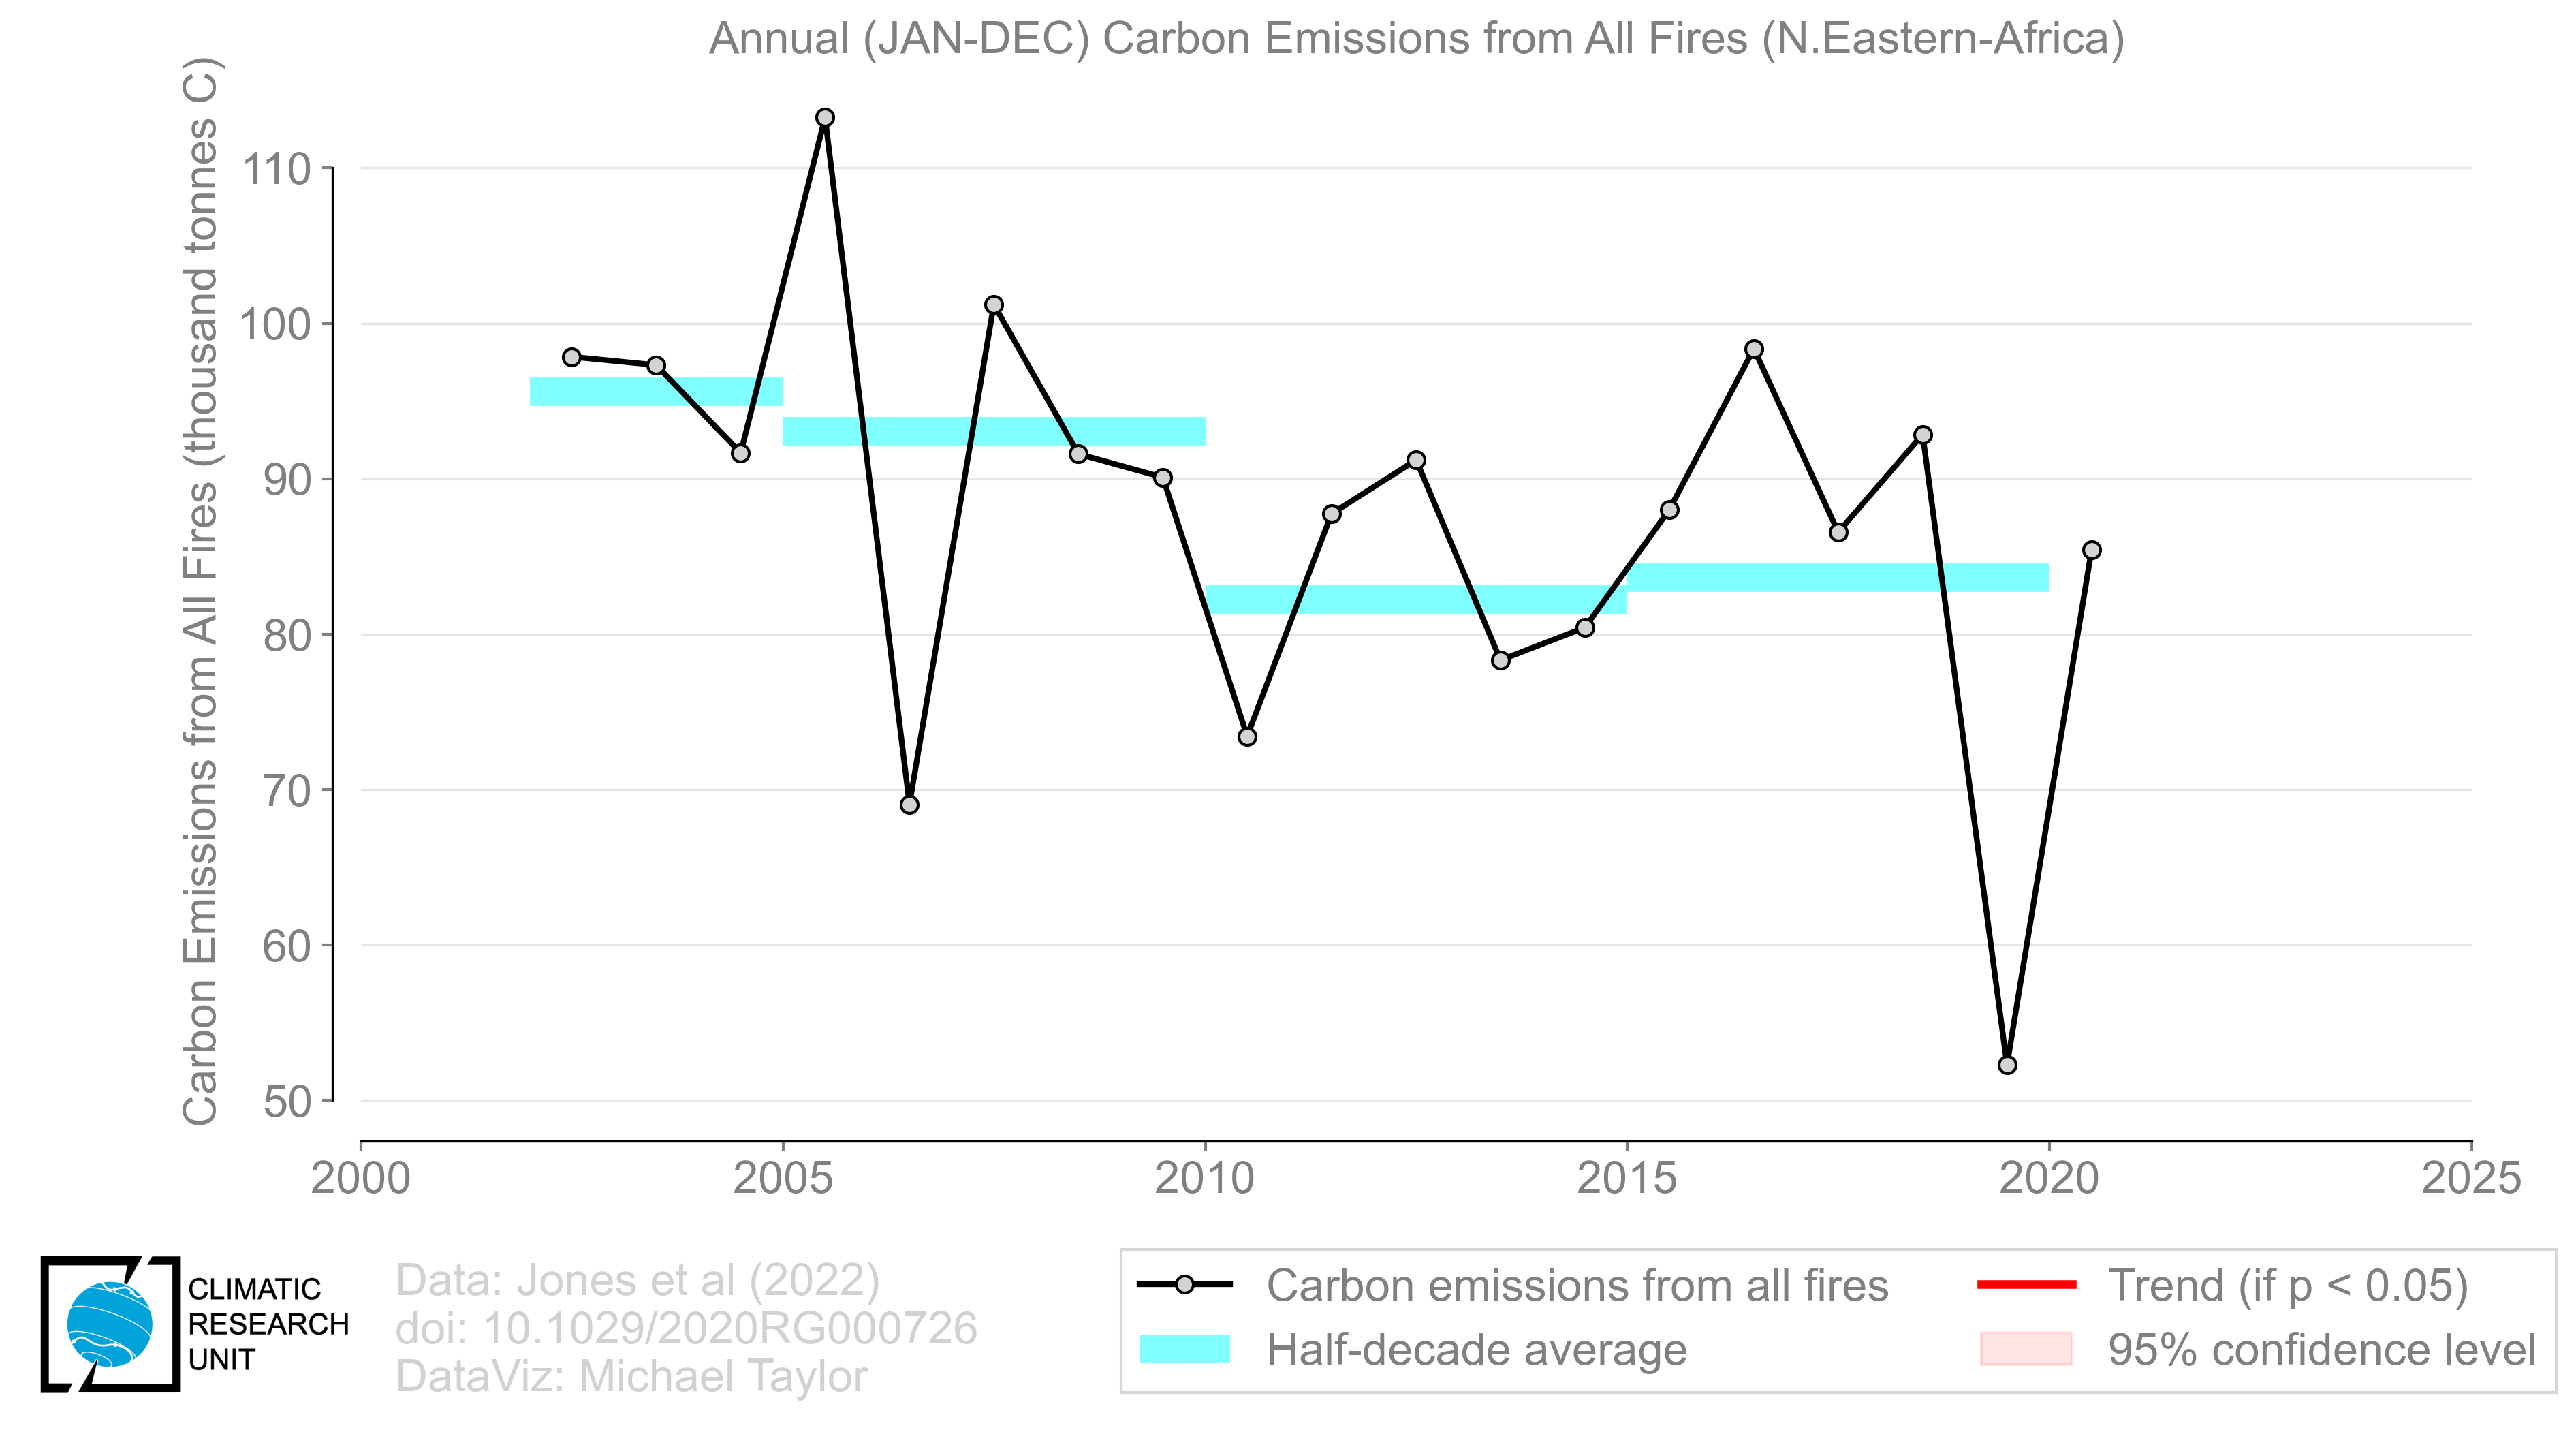 Annual (JAN-DEC) Carbon Emissions from All Fires (N.Eastern-Africa)
Carbon Emissions from All Fires (thousand tonnes C)
110
100
90
80
70
60
50
2000
2005
2010
2015
2020
2025
CLIMATIC
RESEARCH
UNIT
Data: Jones et al (2022)
doi: 10.1029/2020RG000726
DataViz: Michael Taylor
Carbon emissions from all fires
Half-decade average
Trend (if p < 0.05)
95% confidence level